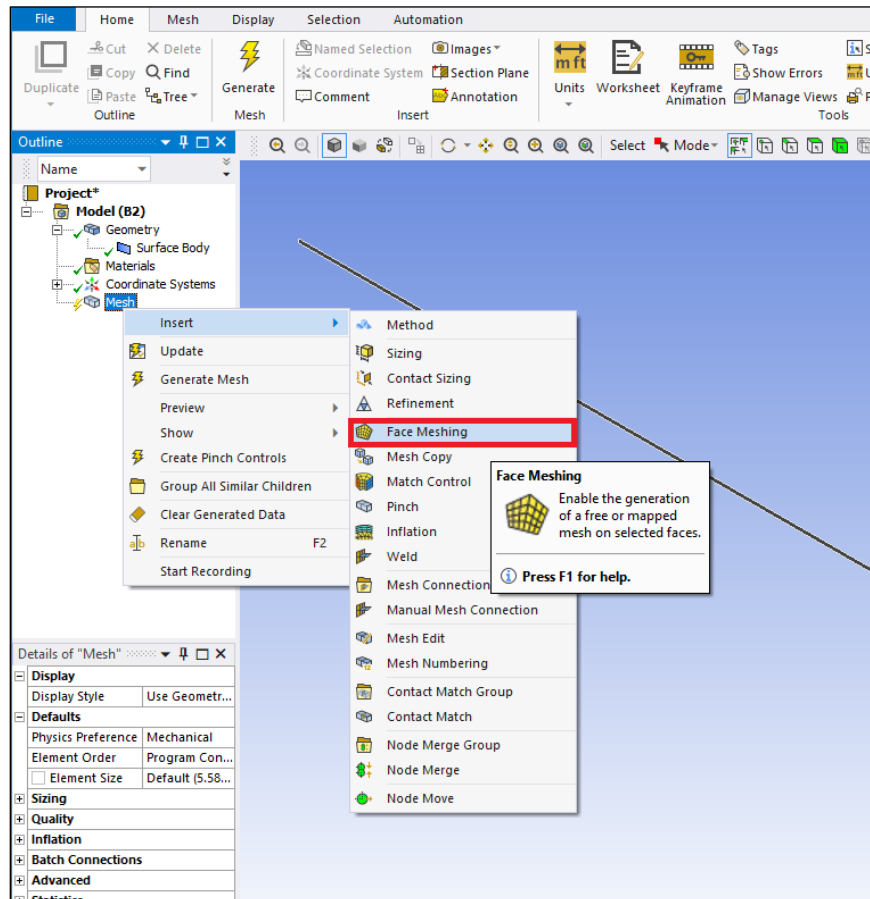 File Home Mesh Display Selection Automation
Cut Delete Named Selection Images Tags
Duplicate Copy Find Generate Coordinate System Section Plane m ft Units Worksheet Keyframe Animation Show Errors
Paste Tree Comment Annotation Manage Views
Outline Mesh Insert Tools
Outline
Select Mode
Name
Project*
Model (B2)
Geometry
Surface Body
Materials
Coordinate Systems
Mesh
Insert
Update
Generate Mesh
Preview
Show
Create Pinch Controls
Group All Similar Children
Clear Generated Data
Rename F2
Start Recording
Method
Sizing
Contact Sizing
Refinement
Face Meshing
Mesh Copy
Match Control
Pinch
Inflation
Weld
Mesh Connection
Manual Mesh Connection
Mesh Edit
Mesh Numbering
Contact Match Group
Contact Match
Node Merge Group
Node Merge
Node Move
Face Meshing
Enable the generation
of a free or mapped
mesh on selected faces.
Press F1 for help.
Details of "Mesh"
Display
Display Style Use Geometr...
Defaults
Physics Preference Mechanical
Element Order Program Con...
Element Size Default (5.58...
Sizing
Quality
Inflation
Batch Connections
Advanced
Statistics